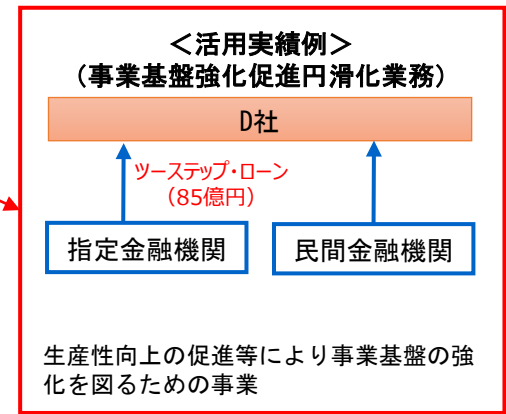 ＜活用実績例＞
（事業基盤強化促進円滑化業務）
D社
ツーステップ・ローン
（85億円）
指定金融機関
民間金融機関
生産性向上の促進等により事業基盤の強
化を図るための事業